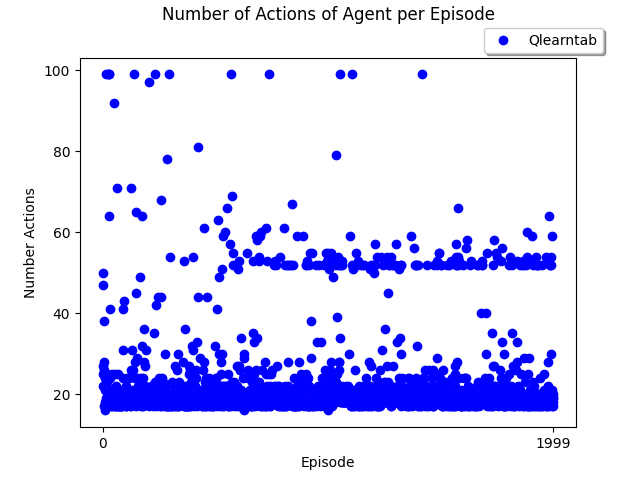 Number of Actions of Agent per Episode
Qlearntab
100
80
60
40
20
Number Actions
0
1999
Episode